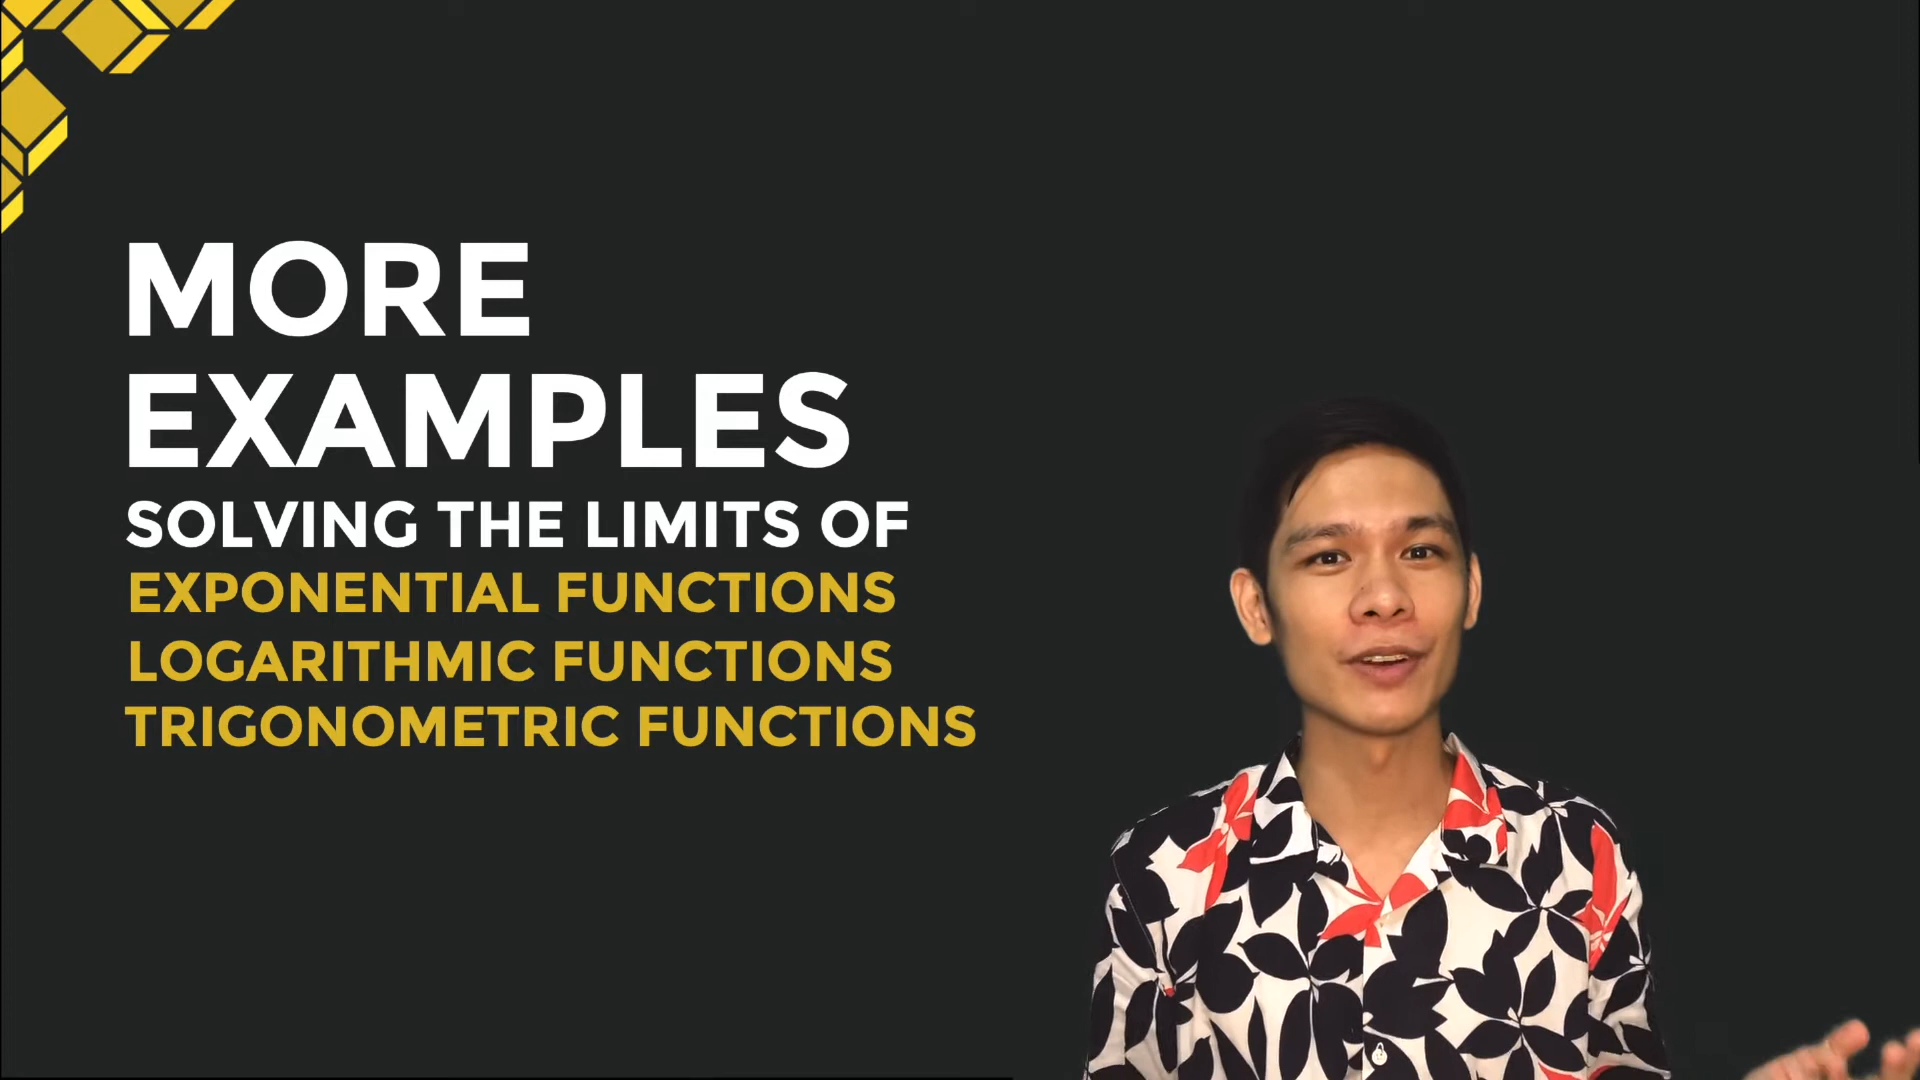 MORE
EXAMPLES
SOLVING THE LIMITS OF
EXPONENTIAL FUNCTIONS
LOGARITHMIC FUNCTIONS
TRIGONOMETRIC FUNCTIONS